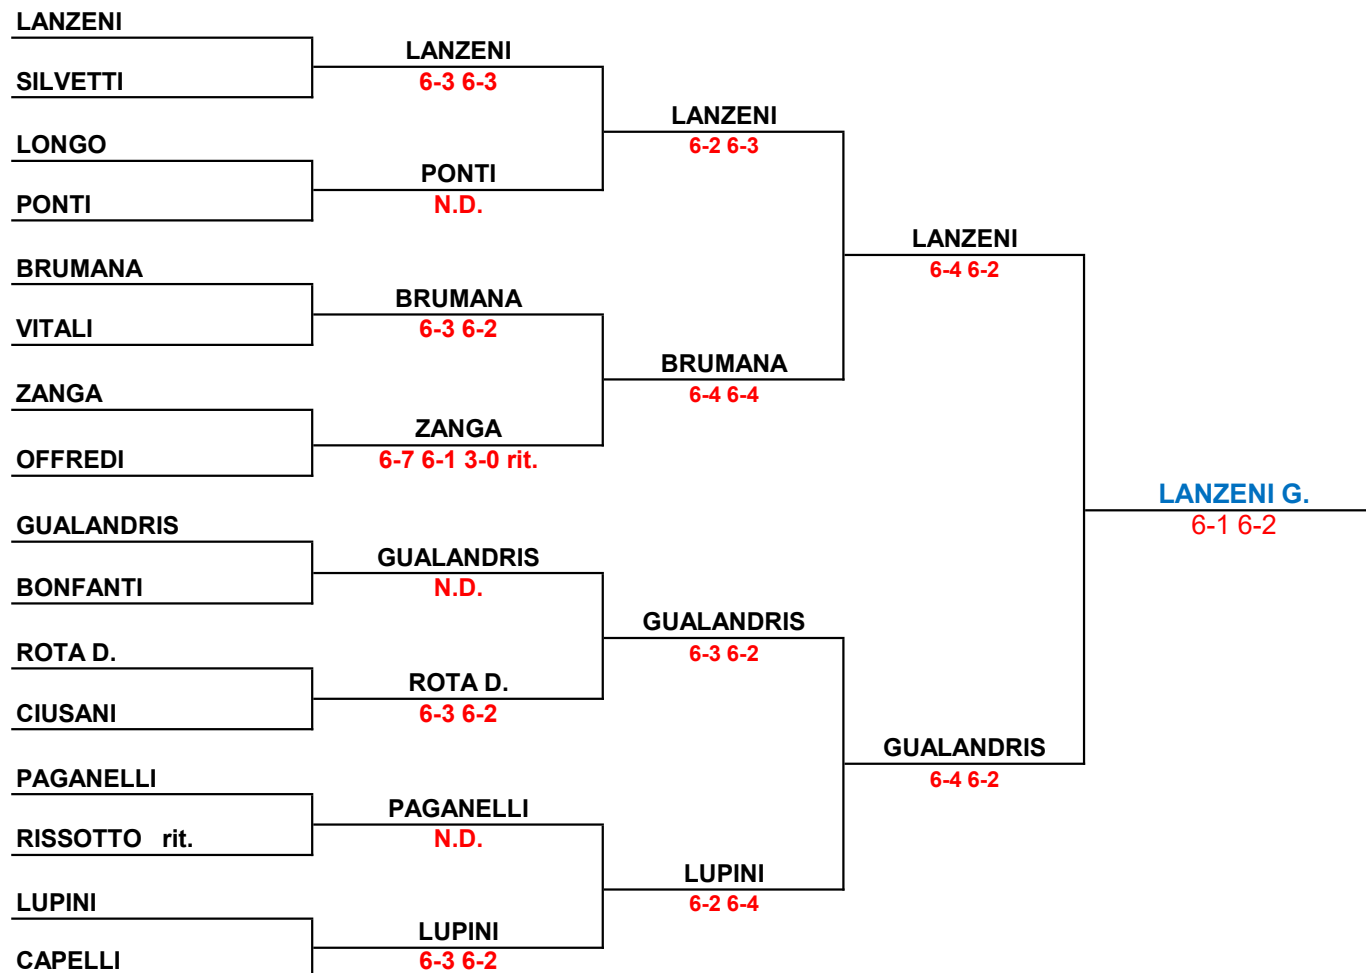 LANZENI
SILVETTI
LONGO
PONTI
BRUMANA
VITALI
ZANGA
OFFREDI
GUALANDRIS
BONFANTI
ROTA D.
CIUSANI
PAGANELLI
RISSOTTO rit.
LUPINI
CAPELLI
LANZENI
6-3 6-3
PONTI
N.D.
BRUMANA
6-3 6-2
ZANGA
6-7 6-1 3-0 rit.
GUALANDRIS
N.D.
ROTA D.
6-3 6-2
PAGANELLI
N.D.
LUPINI
6-3 6-2
LANZENI
6-2 6-3
BRUMANA
6-4 6-4
GUALANDRIS
6-3 6-2
LUPINI
6-2 6-4
LANZENI
6-4 6-2
GUALANDRIS
6-4 6-2
LANZENI G.
6-1 6-2